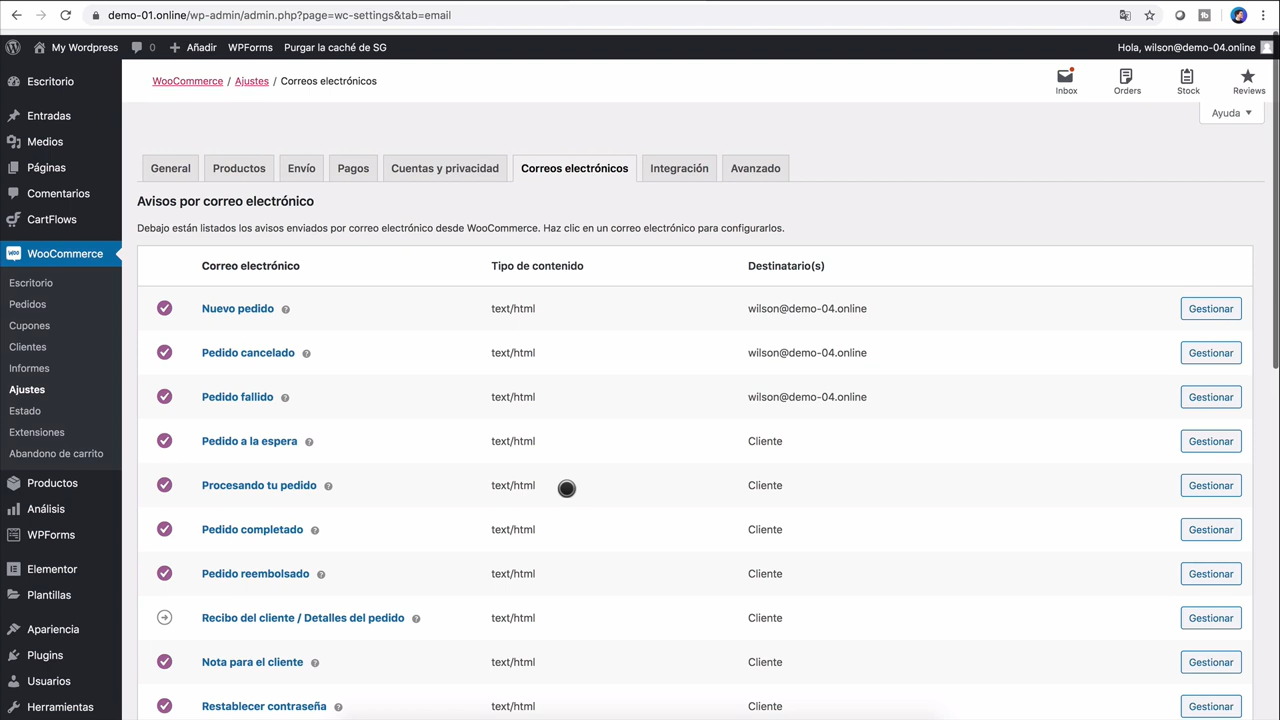 demo-01.online/wp-admin/admin.php?page=wc-settings&tab=email
My Wordpress 0 Añadir WPForms Purgar la caché de SG Hola, wilson@demo-04.online
Escritorio
Entradas
Medios
Páginas
Comentarios
CartFlows
WooCommerce
Escritorio
Pedidos
Cupones
Clientes
Informes
Ajustes
Estado
Extensiones
Abandono de carrito
Productos
Análisis
WPForms
Elementor
Plantillas
Apariencia
Plugins
Usuarios
Herramientas
WooCommerce / Ajustes / Correos electrónicos
Inbox Orders Stock Reviews
Ayuda
General Productos Envío Pagos Cuentas y privacidad Correos electrónicos Integración Avanzado
Avisos por correo electrónico
Debajo están listados los avisos enviados por correo electrónico desde WooCommerce. Haz clic en un correo electrónico para configurarlos.
Correo electrónico Tipo de contenido Destinatario(s)
Nuevo pedido text/html wilson@demo-04.online Gestionar
Pedido cancelado text/html wilson@demo-04.online Gestionar
Pedido fallido text/html wilson@demo-04.online Gestionar
Pedido a la espera text/html Cliente Gestionar
Procesando tu pedido text/html Cliente Gestionar
Pedido completado text/html Cliente Gestionar
Pedido reembolsado text/html Cliente Gestionar
Recibo del cliente / Detalles del pedido text/html Cliente Gestionar
Nota para el cliente text/html Cliente Gestionar
Restablecer contraseña text/html Cliente Gestionar